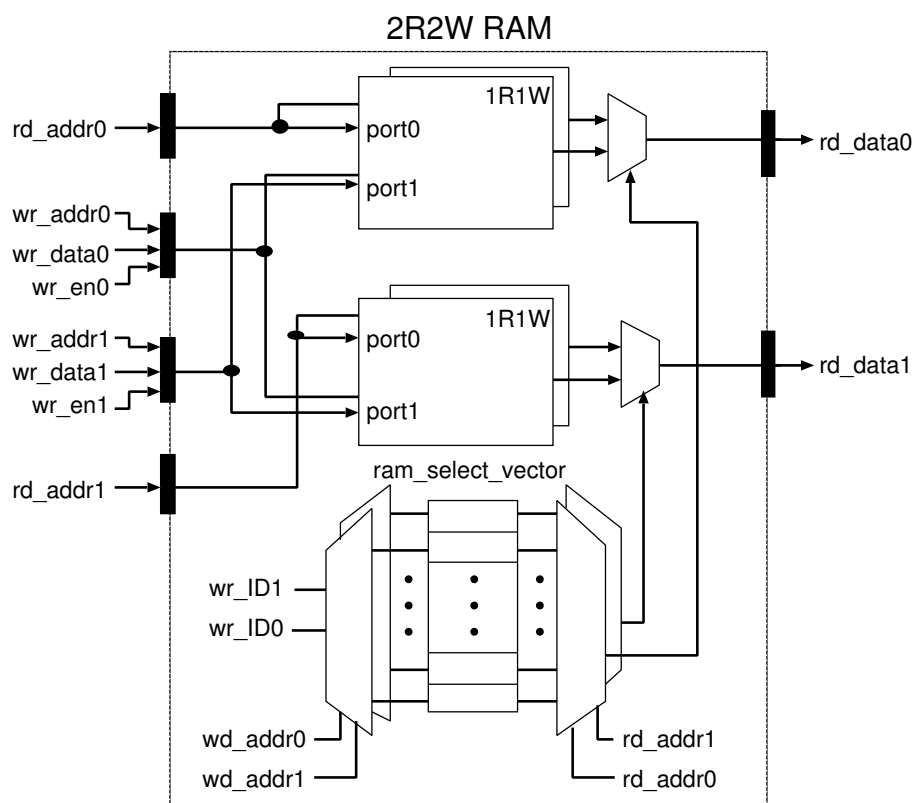 2R2W RAM
1R1W
rd_addr0
port0
rd_data0
port1
wr_addr0
wr_data0
wr_en0
1R1W
wr_addr1
port0
wr_data1
rd_data1
wr_en1
port1
ram_select_vector
rd_addr1
wr_ID1
wr_ID0
wd_addr0
rd_addr1
wd_addr1
rd_addr0